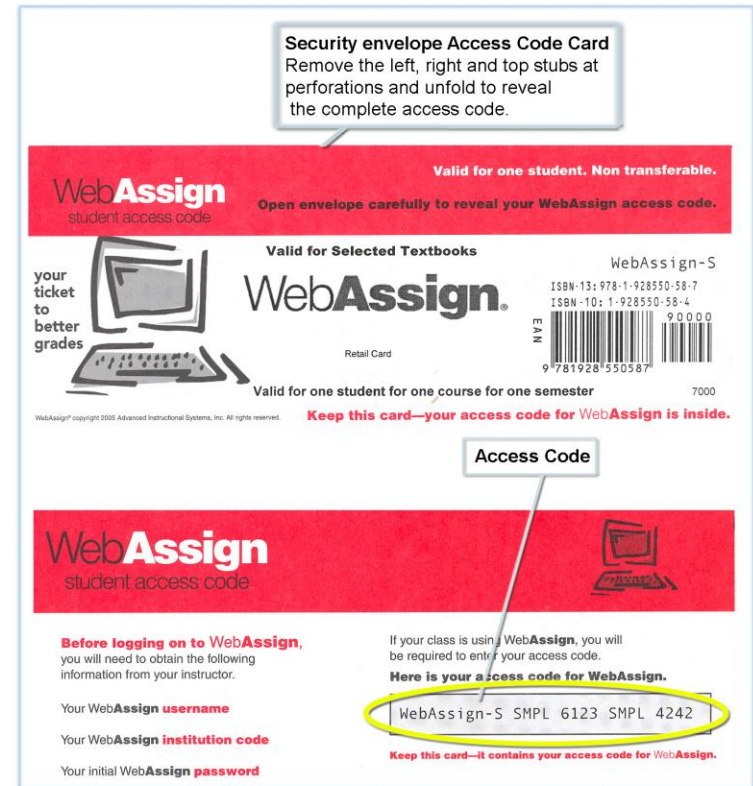 Security envelope Access Code Card
Remove the left, right and top stubs at
perforations and unfold to reveal
the complete access code.
Valid for one student. Non transferable.
WebAssign
student access code
Open envelope carefully to reveal your WebAssign access code.
Valid for Selected Textbooks
your
ticket
to
better
grades
WebAssign®
Retail Card
WebAssign-S
ISBN-13: 978-1-928550-58-7
ISBN-10: 1-928550-58-4
90000
EAN
9 781928 550587
Valid for one student for one course for one semester
7000
WebAssign® copyright 2005 Advanced Instructional Systems, Inc. All rights reserved.
Keep this card—your access code for WebAssign is inside.
Access Code
WebAssign
student access code
Before logging on to WebAssign,
you will need to obtain the following
information from your instructor.
Your WebAssign username
Your WebAssign institution code
Your initial WebAssign password
If your class is using WebAssign, you will
be required to enter your access code.
Here is your access code for WebAssign.
WebAssign-S SMPL 6123 SMPL 4242
Keep this card—it contains your access code for WebAssign.